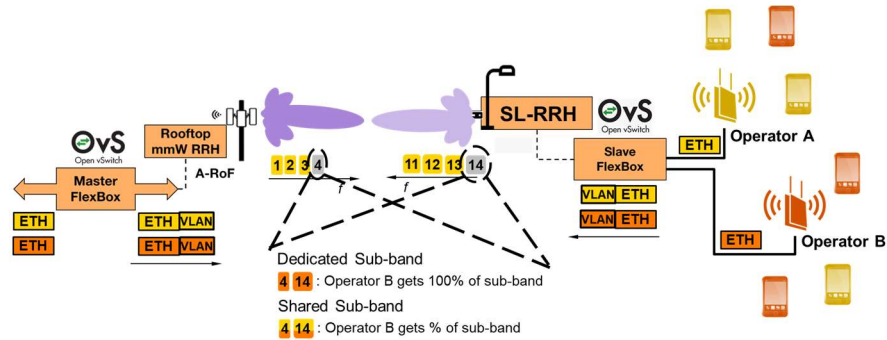 OvS
Open vSwitch
Rooftop
mmW RRH
A-RoF
Master
FlexBox
ETH
ETH
ETH VLAN
ETH VLAN
1 2 3 4
f
11 12 13 14
f
SL-RRH
OvS
Open vSwitch
Slave
FlexBox
VLAN ETH
VLAN ETH
ETH
Operator A
ETH
Operator B
Dedicated Sub-band
4 14 : Operator B gets 100% of sub-band
Shared Sub-band
4 14 : Operator B gets % of sub-band